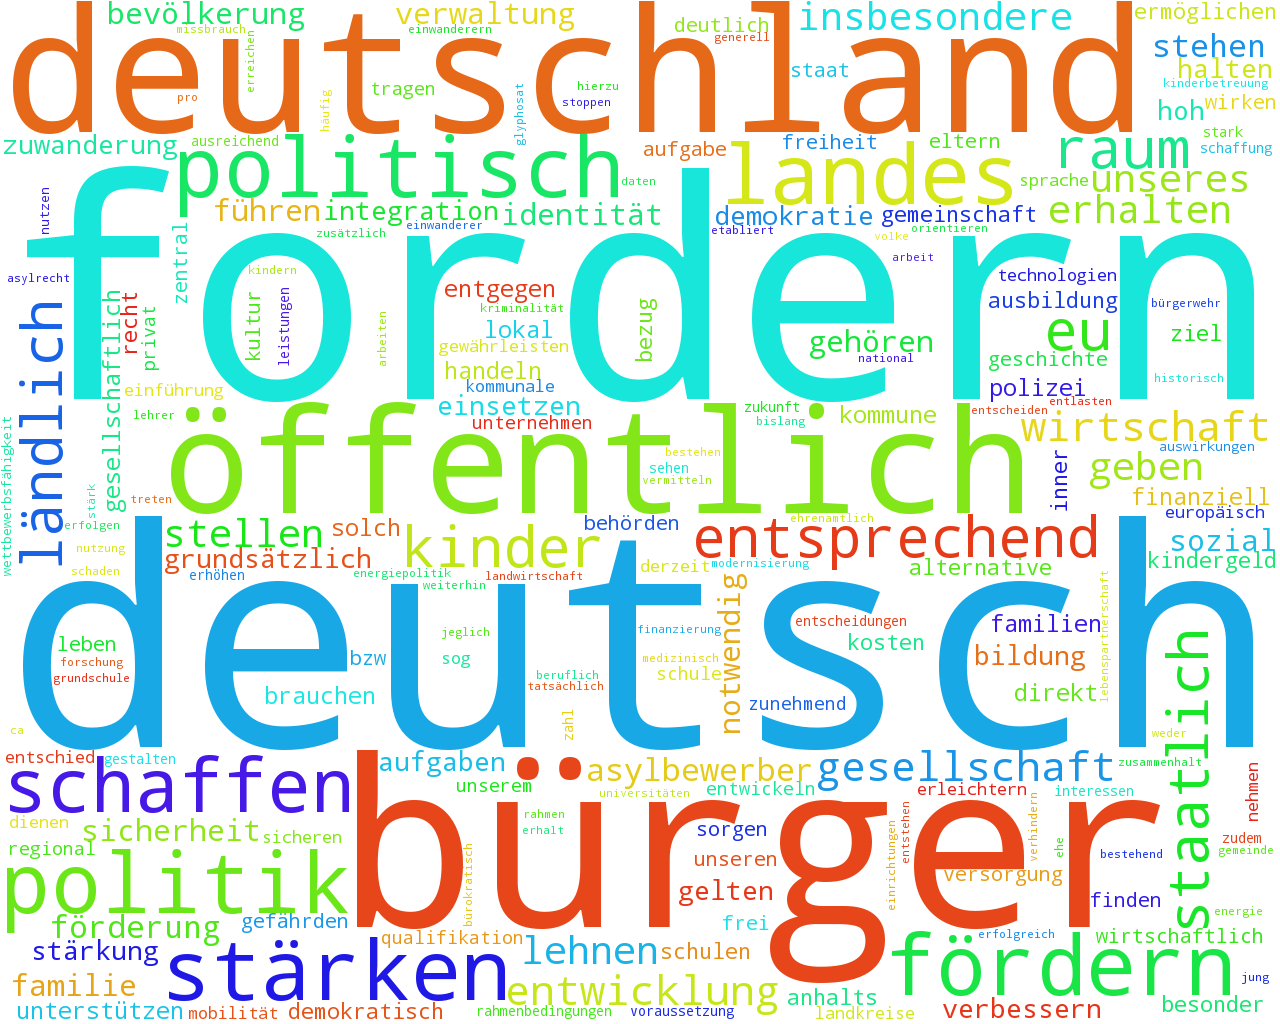 bevölkerung
verwaltung
insbesondere
ermöglichen
missbrauch
einwanderern
deutlich
generell
stehen
deutschland
erreichen
staat
halten
kinderbetreuung
pro
häufig
tragen
glyphosat
hierzu
stoppen
hoh
wirken
zuwanderung
ausreichend
politisch
aufgabe
freiheit
landes
eltern
raum
stark
schaffung
daten
sprache
unseres
nutzen
führen
integration
identität
demokratie
gemeinschaft
erhalten
zentral
zusätzlich
einwanderer
etabliert
volke
orientieren
fordern
arbeit
asylrecht
kindern
entgegen
technologien
gesellschaftlich
recht
privat
kultur
leistungen
arbeiten
kriminalität
lokal
bezug
ausbildung
bürgerwehr
eu
ziel
ländlich
gewährleisten
gehören
national
geschichte
handeln
kommunale
historisch
einführung
polizei
einsetzen
entscheiden
entlasten
lehrer
unternehmen
zukunft
bislang
kommune
wirtschaft
öffentlich
auswirkungen
wettbewerbsfähigkeit
bestehen
sehen
vermitteln
inner
geben
stärk
treten
finanziell
erfolgen
stellen
solch
behörden
ehrenamtlich
europäisch
kinder
entsprechend
sozial
nutzung
grundsätzlich
kindergeld
schaden
erhöhen
energiepolitik
weiterhin
landwirtschaft
derzeit
modernisierung
alternative
deutsch
notwendig
lebenspartnerschaft
leben
jeglich
finanzierung
entscheidungen
familien
forschung
grundschule
bzw
sog
medizinisch
kosten
bildung
staatlich
brauchen
beruflich
tatsächlich
schule
direkt
zahl
zunehmend
ca
weder
entschied
gestalten
aufgaben
asylbewerber
gesellschaft
zusammenhalt
schaffen
unserem
universitäten
entwickeln
erleichtern
interessen
nehmen
bürger
dienen
sicherheit
sicheren
rahmen
erhalt
sorgen
einrichtungen
entstehen
verhindern
ehe
zudem
regional
bürokratisch
unseren
bestehend
gemeinde
politik
gelten
versorgung
finden
förderung
gefährden
frei
energie
stärkung
qualifikation
lehnen
schulen
erfolgreich
wirtschaftlich
stärken
fördern
familie
entwicklung
anhalts
jung
unterstützen
mobilität
demokratisch
rahmenbedingungen
voraussetzung
landkreise
verbessern
besonder